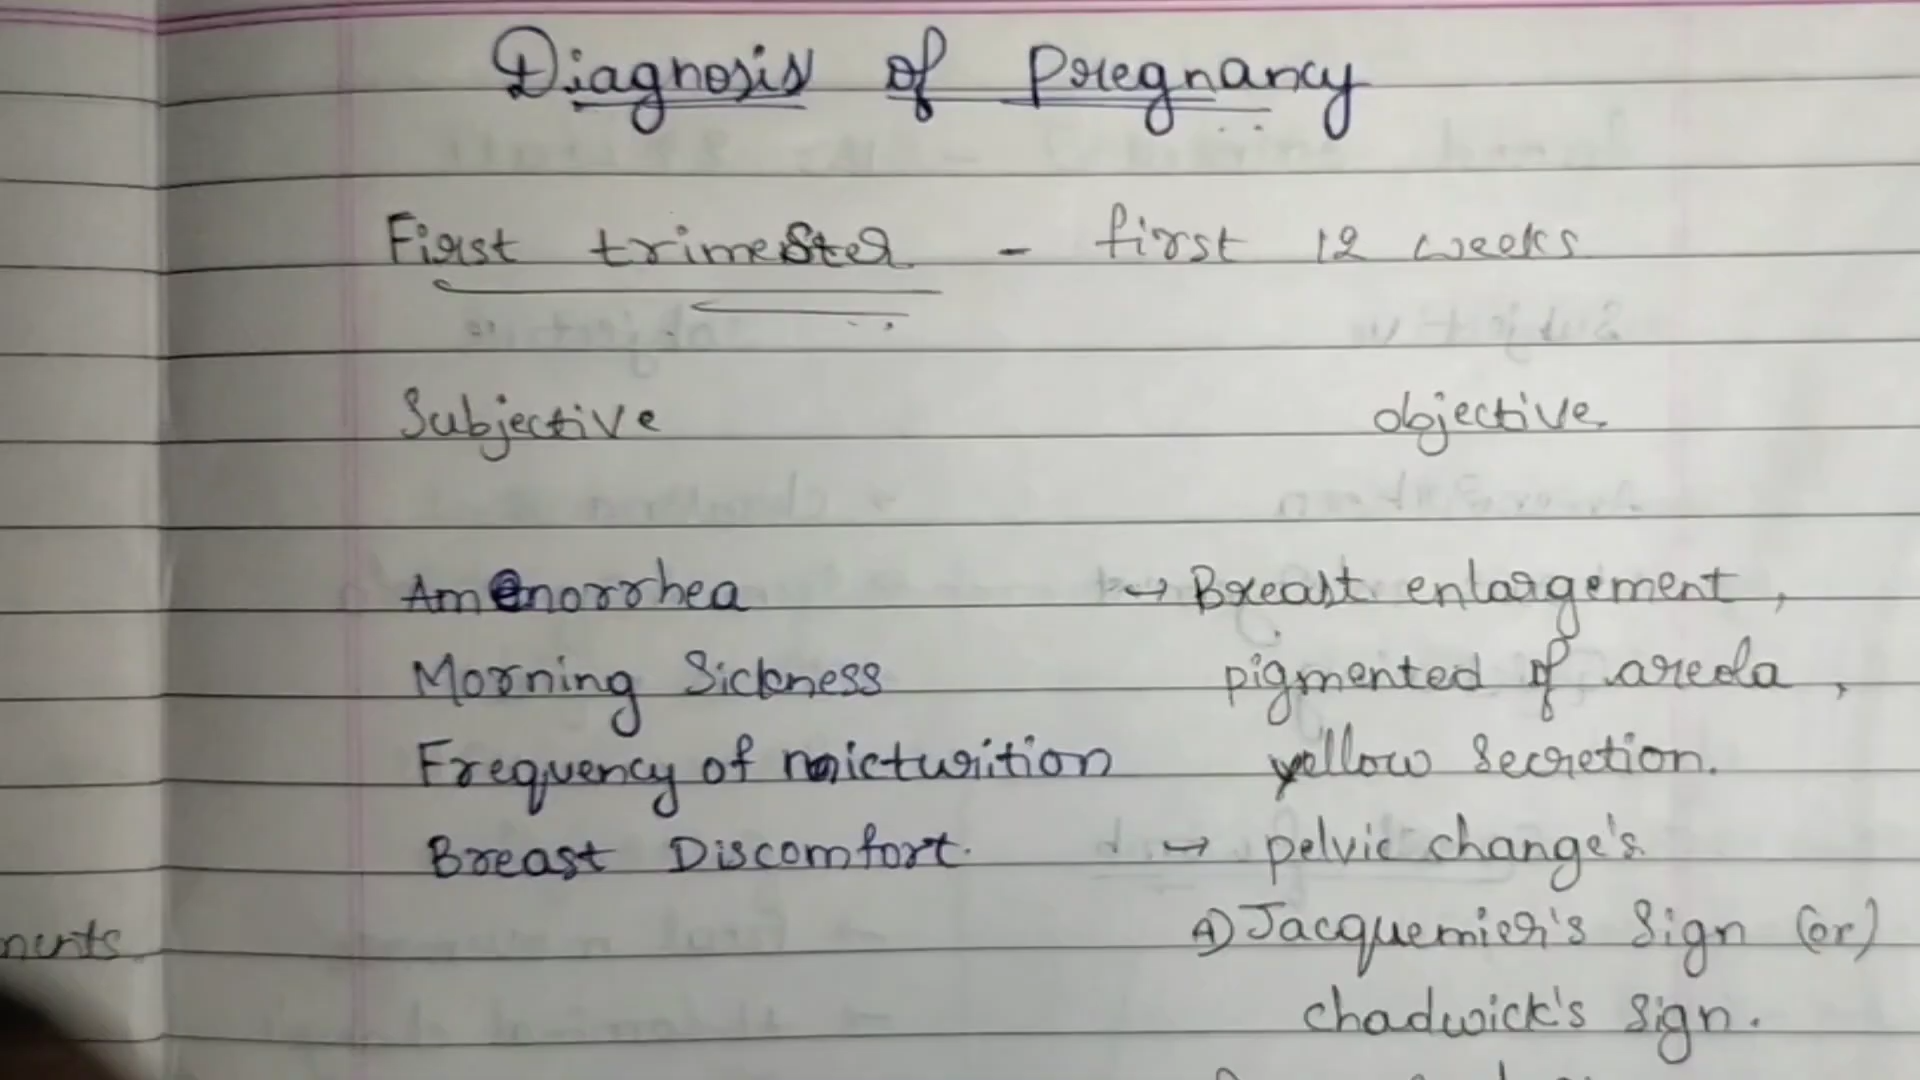 Diagnosis of Pregnancy
First trimester - first 12 weeks
Subjective objective
Amenorrhea → Breast enlargement,
Morning Sickness pigmented of areola,
Frequency of micturition yellow Secretion.
Breast Discomfort. → pelvic change's
A) Jacquemier's Sign (or)
chadwick's sign.